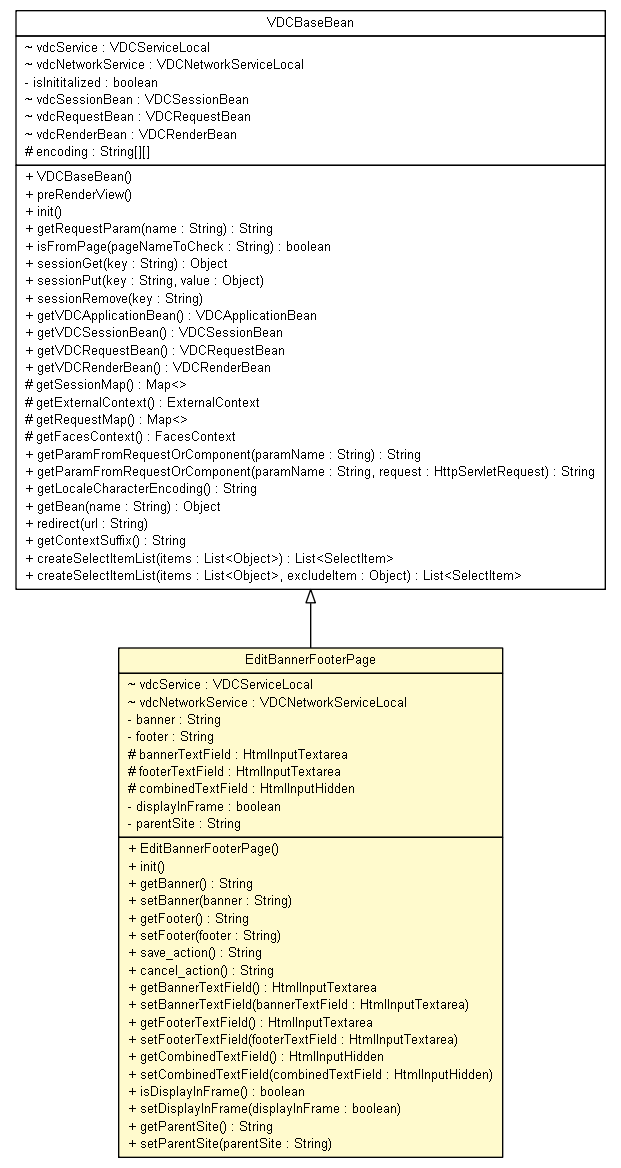 VDCBaseBean
~ vdcService : VDCServiceLocal
~ vdcNetworkService : VDCNetworkServiceLocal
- isInititalized : boolean
~ vdcSessionBean : VDCSessionBean
~ vdcRequestBean : VDCRequestBean
~ vdcRenderBean : VDCRenderBean
# encoding : String[][]
+ VDCBaseBean()
+ preRenderView()
+ init()
+ getRequestParam(name : String) : String
+ isFromPage(pageNameToCheck : String) : boolean
+ sessionGet(key : String) : Object
+ sessionPut(key : String, value : Object)
+ sessionRemove(key : String)
+ getVDCApplicationBean() : VDCApplicationBean
+ getVDCSessionBean() : VDCSessionBean
+ getVDCRequestBean() : VDCRequestBean
+ getVDCRenderBean() : VDCRenderBean
# getSessionMap() : Map<>
# getExternalContext() : ExternalContext
# getRequestMap() : Map<>
# getFacesContext() : FacesContext
+ getParamFromRequestOrComponent(paramName : String) : String
+ getParamFromRequestOrComponent(paramName : String, request : HttpServletRequest) : String
+ getLocaleCharacterEncoding() : String
+ getBean(name : String) : Object
+ redirect(url : String)
+ getContextSuffix() : String
+ createSelectItemList(items : List<Object>) : List<SelectItem>
+ createSelectItemList(items : List<Object>, excludeItem : Object) : List<SelectItem>
EditBannerFooterPage
~ vdcService : VDCServiceLocal
~ vdcNetworkService : VDCNetworkServiceLocal
- banner : String
- footer : String
# bannerTextField : HtmlInputTextarea
# footerTextField : HtmlInputTextarea
# combinedTextField : HtmlInputHidden
- displayInFrame : boolean
- parentSite : String
+ EditBannerFooterPage()
+ init()
+ getBanner() : String
+ setBanner(banner : String)
+ getFooter() : String
+ setFooter(footer : String)
+ save_action() : String
+ cancel_action() : String
+ getBannerTextField() : HtmlInputTextarea
+ setBannerTextField(bannerTextField : HtmlInputTextarea)
+ getFooterTextField() : HtmlInputTextarea
+ setFooterTextField(footerTextField : HtmlInputTextarea)
+ getCombinedTextField() : HtmlInputHidden
+ setCombinedTextField(combinedTextField : HtmlInputHidden)
+ isDisplayInFrame() : boolean
+ setDisplayInFrame(displayInFrame : boolean)
+ getParentSite() : String
+ setParentSite(parentSite : String)